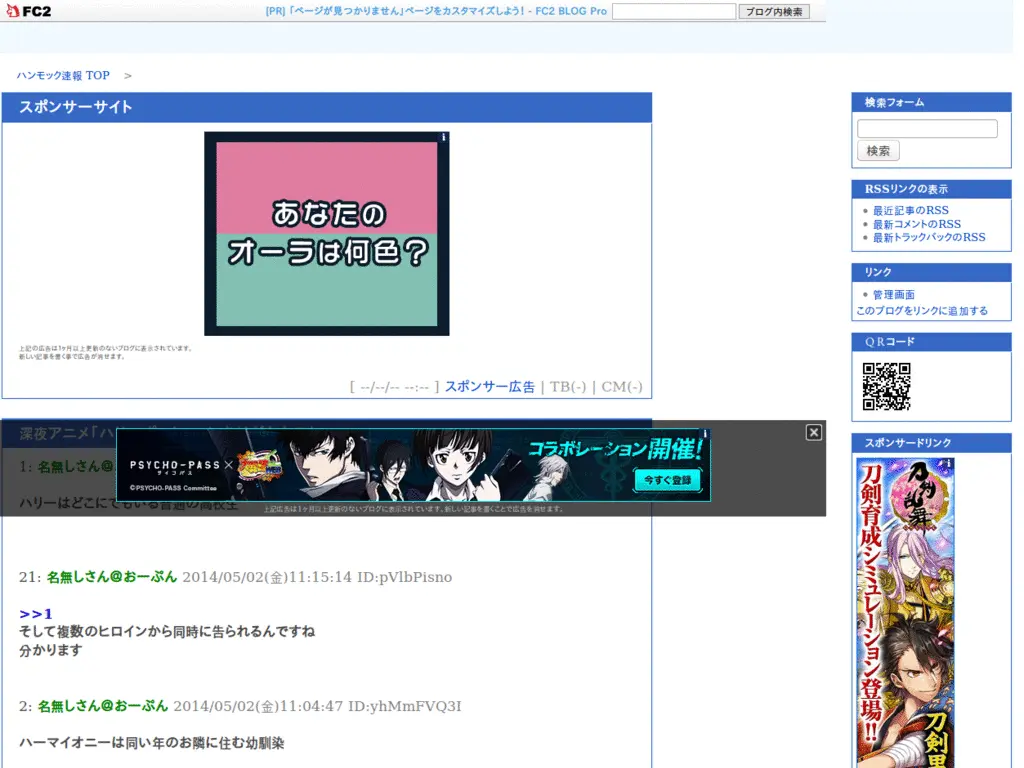 FC2
[PR] 「ページが見つかりません」ページをカスタマイズしよう! - FC2 BLOG Pro
ブログ内検索
ハンモック速報 TOP >
スポンサーサイト
あなたの
オーラは何色？
上記の広告は1ヶ月以上更新のないブログに表示されています。
新しい記事を書く事で広告が消せます。
[ --/--/-- --:-- ] スポンサー広告 | TB(-) | CM(-)
深夜アニメ「ハ
1: 名無しさん@
ハリーはどこにでもいる普通の高校生
PSYCHO-PASS ×
サイコパス
©PSYCHO-PASS Committee
コラボレーション開催!
今すぐ登録
上記広告は1ヶ月以上更新のないブログに表示されています。新しい記事を書くことで広告を消せます。
21: 名無しさん@おーぷん 2014/05/02(金)11:15:14 ID:pVlbPisno
>>1
そして複数のヒロインから同時に告られるんですね
分かります
2: 名無しさん@おーぷん 2014/05/02(金)11:04:47 ID:yhMmFVQ3I
ハーマイオニーは同い年のお隣に住む幼馴染
検索フォーム
検索
RSSリンクの表示
最近記事のRSS
最新コメントのRSS
最新トラックバックのRSS
リンク
管理画面
このブログをリンクに追加する
QRコード
スポンサードリンク
刀剣乱舞
刀剣育成シミュレーション登場!!
刀剣男